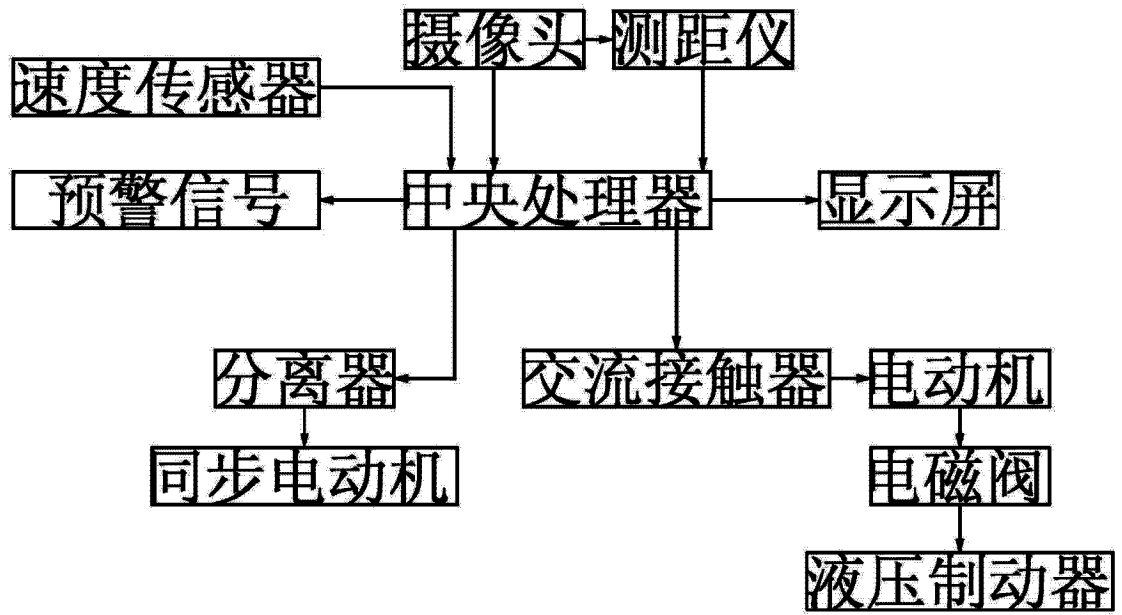 摄像头
测距仪
速度传感器
预警信号
中央处理器
显示屏
分离器
交流接触器
电动机
同步电动机
电磁阀
液压制动器